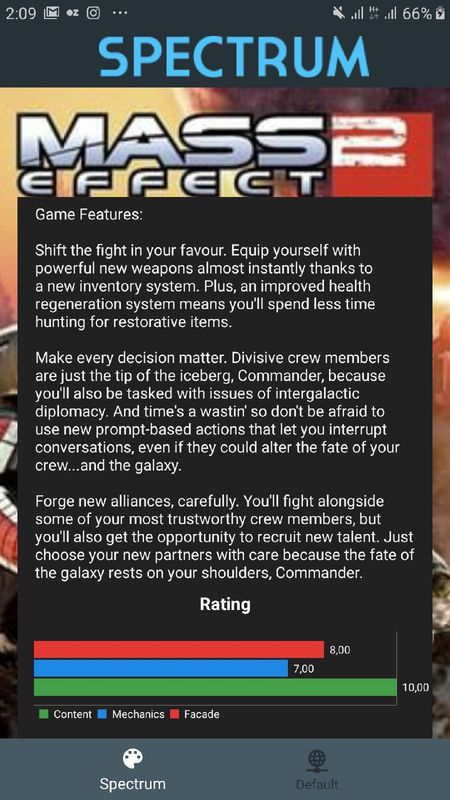 2:09
H+
66%
SPECTRUM
MASS 2
EFFECT
Game Features:
Shift the fight in your favour. Equip yourself with
powerful new weapons almost instantly thanks to
a new inventory system. Plus, an improved health
regeneration system means you'll spend less time
hunting for restorative items.
Make every decision matter. Divisive crew members
are just the tip of the iceberg, Commander, because
you'll also be tasked with issues of intergalactic
diplomacy. And time's a wastin' so don't be afraid to
use new prompt-based actions that let you interrupt
conversations, even if they could alter the fate of your
crew...and the galaxy.
Forge new alliances, carefully. You'll fight alongside
some of your most trustworthy crew members, but
you'll also get the opportunity to recruit new talent. Just
choose your new partners with care because the fate of
the galaxy rests on your shoulders, Commander.
Rating
8,00
7,00
10,00
Content Mechanics Facade
Spectrum
Default